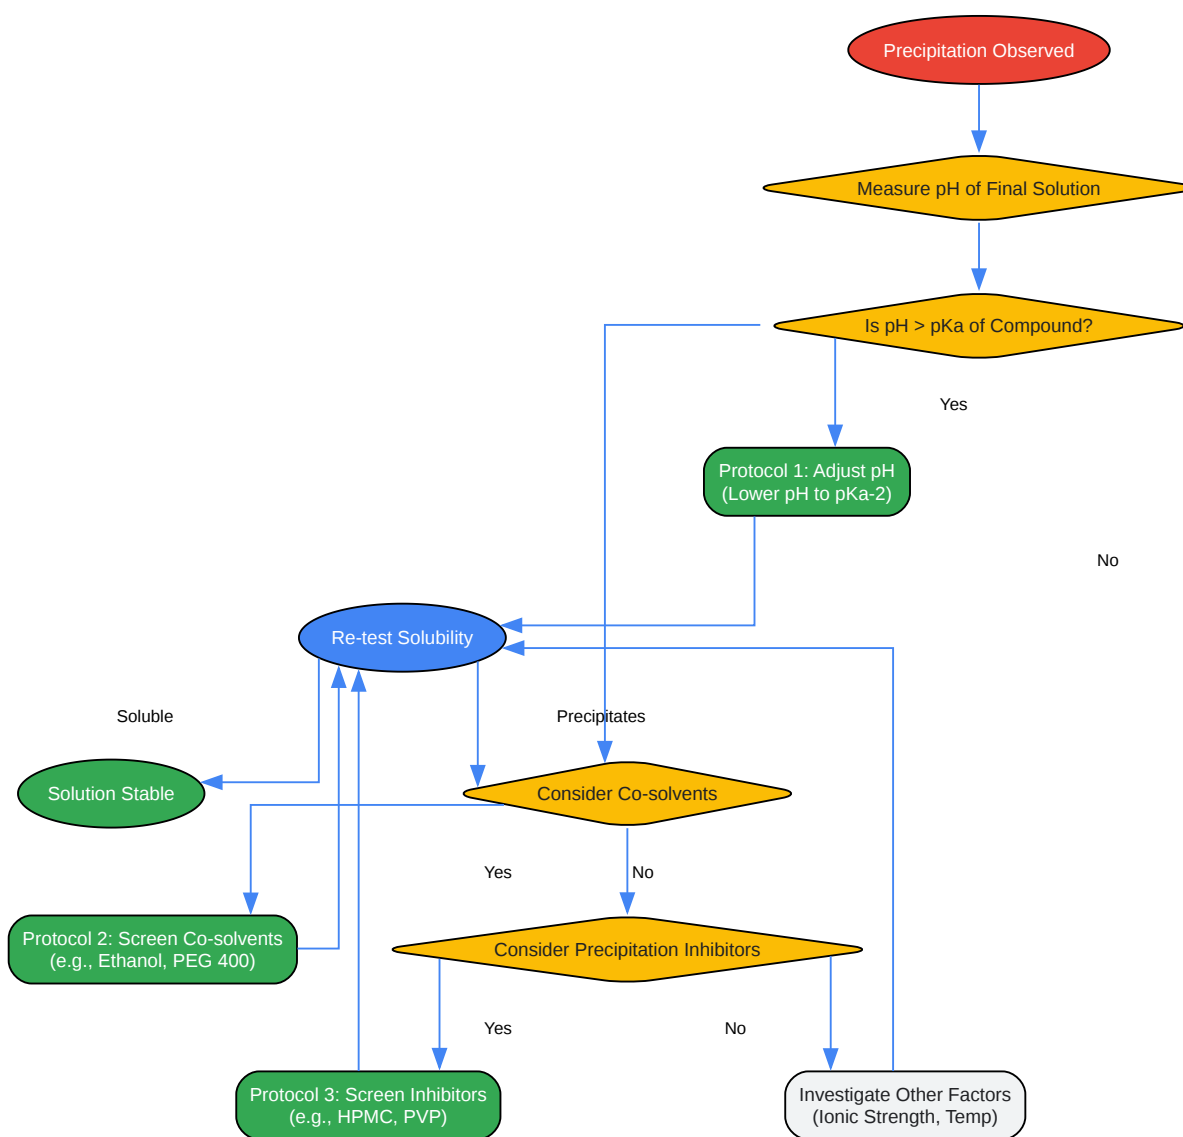 Precipitation Observed
Measure pH of Final Solution
Is pH > pKa of Compound?
Yes
Protocol 1: Adjust pH
(Lower pH to pKa-2)
No
Re-test Solubility
Soluble
Precipitates
Solution Stable
Consider Co-solvents
Yes
No
Protocol 2: Screen Co-solvents
(e.g., Ethanol, PEG 400)
Consider Precipitation Inhibitors
Yes
No
Protocol 3: Screen Inhibitors
(e.g., HPMC, PVP)
Investigate Other Factors
(Ionic Strength, Temp)